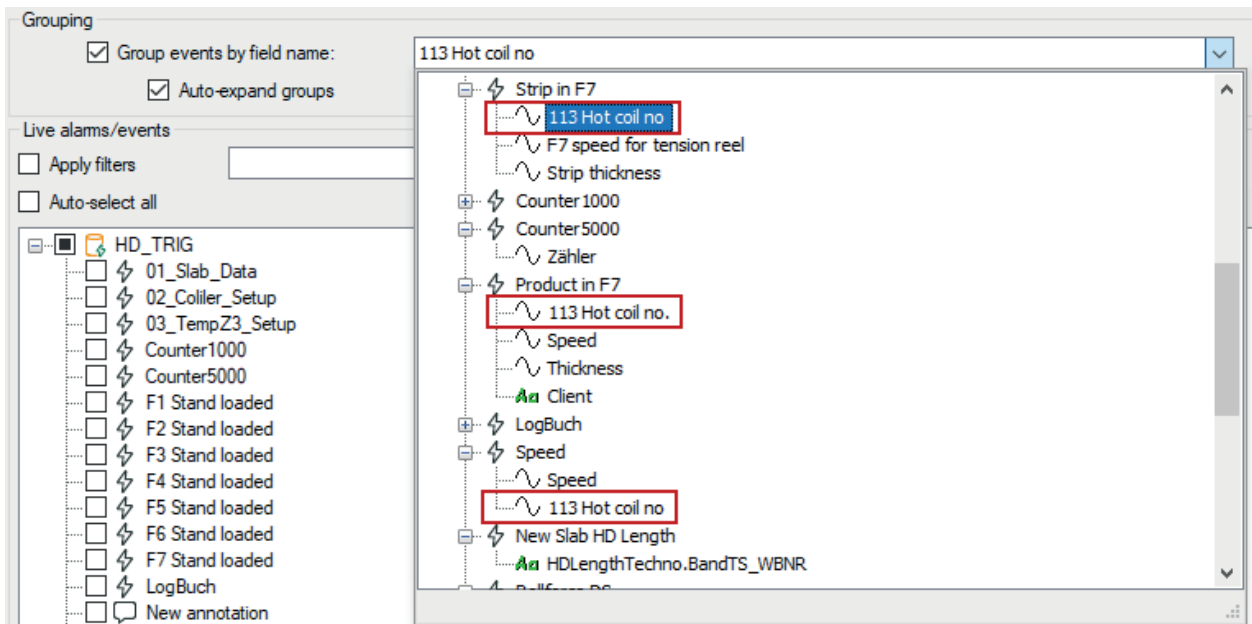 Grouping
Group events by field name:
113 Hot coil no
Auto-expand groups
Live alarms/events
Apply filters
Auto-select all
HD_TRIG
01_Slab_Data
02_Coliler_Setup
03_TempZ3_Setup
Counter1000
Counter5000
F1 Stand loaded
F2 Stand loaded
F3 Stand loaded
F4 Stand loaded
F5 Stand loaded
F6 Stand loaded
F7 Stand loaded
LogBuch
New annotation
Strip in F7
113 Hot coil no
F7 speed for tension reel
Strip thickness
Counter1000
Counter5000
Zähler
Product in F7
113 Hot coil no.
Speed
Thickness
Aa Client
LogBuch
Speed
Speed
113 Hot coil no
New Slab HD Length
Aa HDLengthTechno.BandTS_WBNR